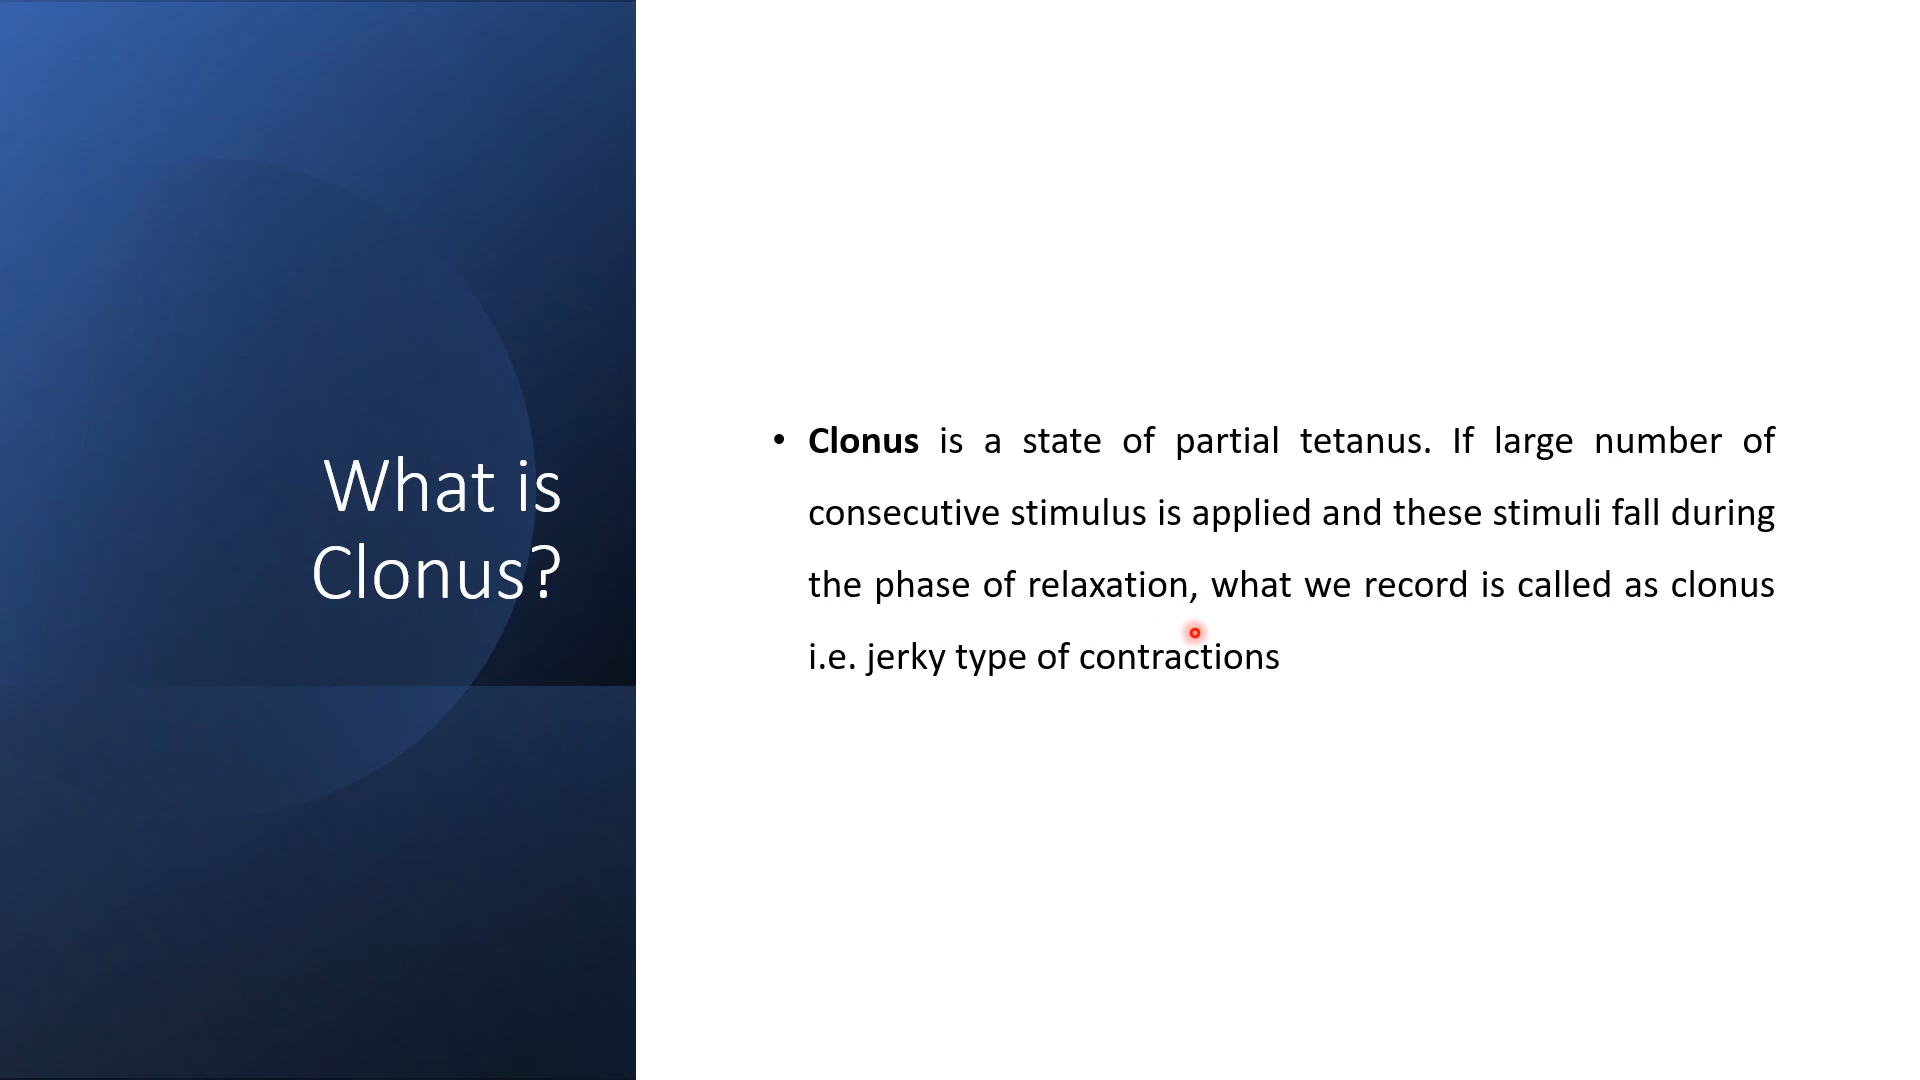 What is
Clonus?
• Clonus is a state of partial tetanus. If large number of
consecutive stimulus is applied and these stimuli fall during
the phase of relaxation, what we record is called as clonus
i.e. jerky type of contractions